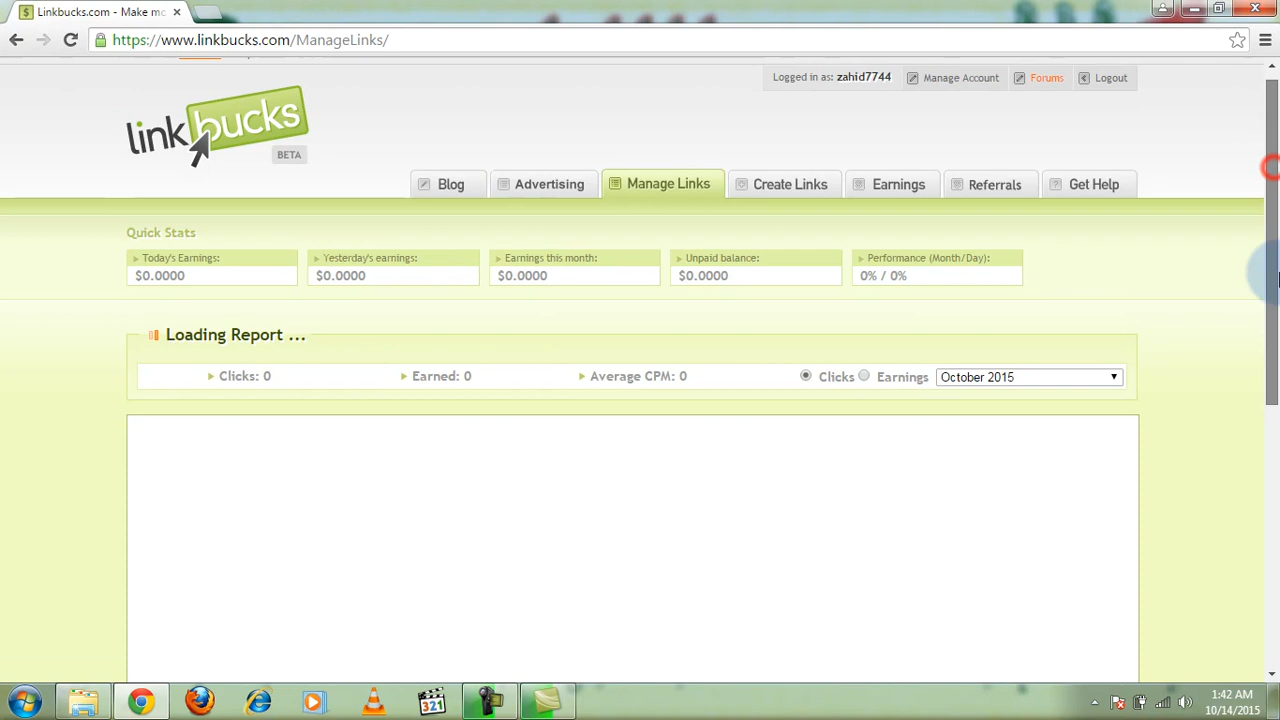 Linkbucks.com - Make mo
https://www.linkbucks.com/ManageLinks/
Logged in as: zahid7744 Manage Account Forums Logout
linkbucks
BETA
Blog Advertising Manage Links Create Links Earnings Referrals Get Help
Quick Stats
Today's Earnings: Yesterday's earnings: Earnings this month: Unpaid balance: Performance (Month/Day):
$0.0000 $0.0000 $0.0000 $0.0000 0% / 0%
Loading Report ...
Clicks: 0 Earned: 0 Average CPM: 0 Clicks Earnings October 2015
321
1:42 AM
10/14/2015